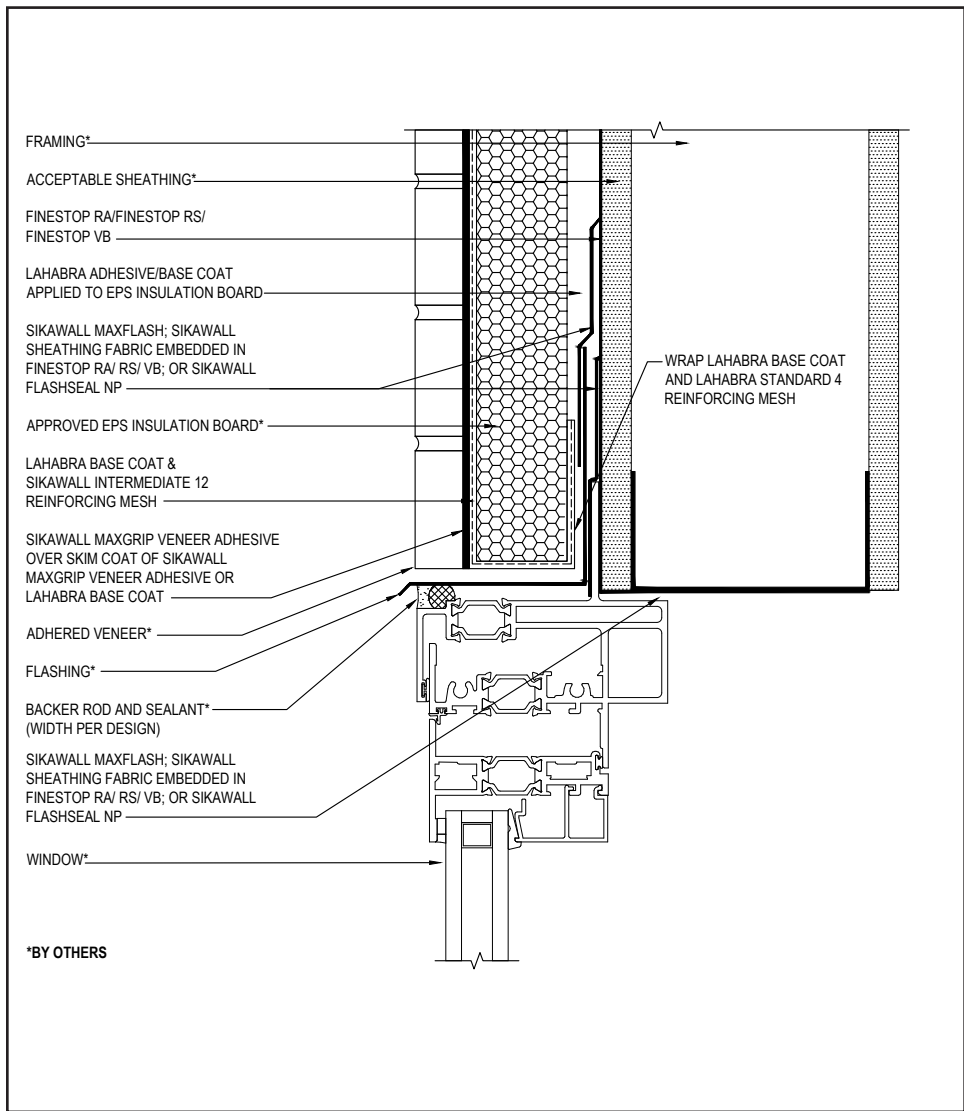 FRAMING*
ACCEPTABLE SHEATHING*
FINESTOP RA/FINESTOP RS/
FINESTOP VB
LAHABRA ADHESIVE/BASE COAT
APPLIED TO EPS INSULATION BOARD
SIKAWALL MAXFLASH; SIKAWALL
SHEATHING FABRIC EMBEDDED IN
FINESTOP RA/ RS/ VB; OR SIKAWALL
FLASHSEAL NP
WRAP LAHABRA BASE COAT
AND LAHABRA STANDARD 4
REINFORCING MESH
APPROVED EPS INSULATION BOARD*
LAHABRA BASE COAT &
SIKAWALL INTERMEDIATE 12
REINFORCING MESH
SIKAWALL MAXGRIP VENEER ADHESIVE
OVER SKIM COAT OF SIKAWALL
MAXGRIP VENEER ADHESIVE OR
LAHABRA BASE COAT
ADHERED VENEER*
FLASHING*
BACKER ROD AND SEALANT*
(WIDTH PER DESIGN)
SIKAWALL MAXFLASH; SIKAWALL
SHEATHING FABRIC EMBEDDED IN
FINESTOP RA/ RS/ VB; OR SIKAWALL
FLASHSEAL NP
WINDOW*
*BY OTHERS